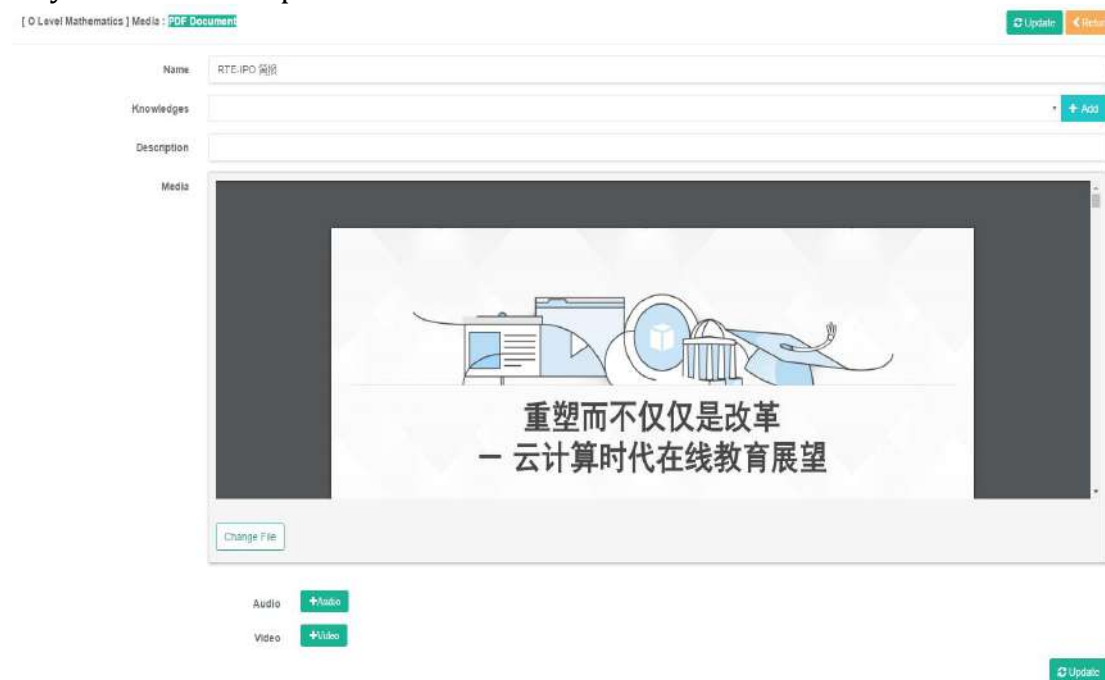 [ O Level Mathematics ] Media : PDF Document
Update
Name
RTE-IPO 简报
Knowledges
+ Add
Description
Media
重塑而不仅仅是改革
一 云计算时代在线教育展望
Change File
Audio
+Audio
Video
+Video
Update